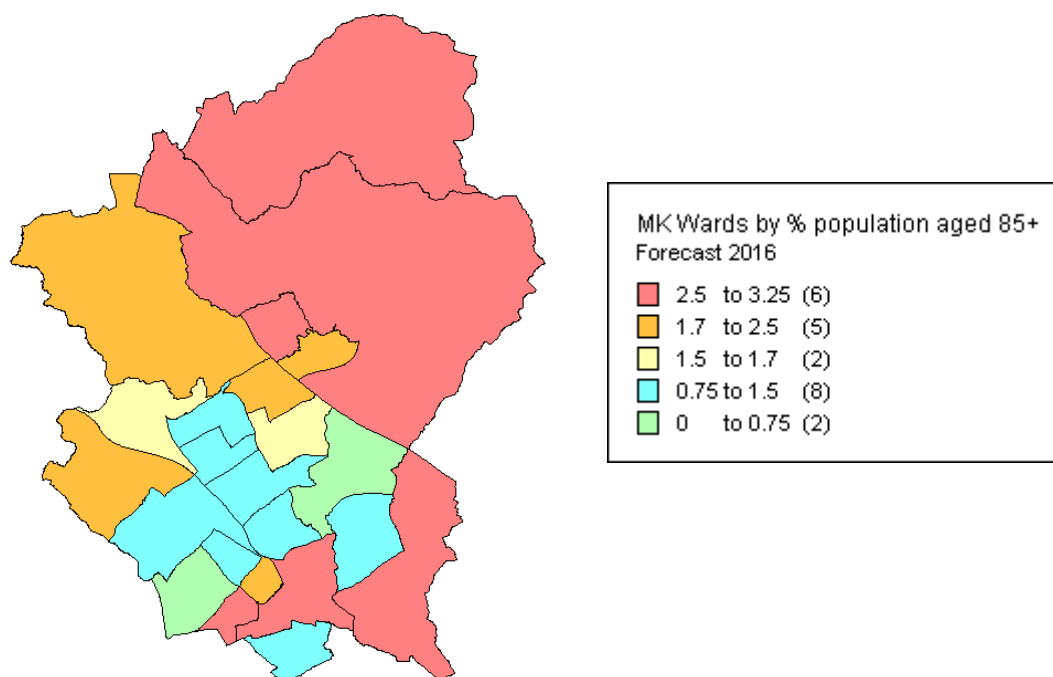 MK Wards by % population aged 85+
Forecast 2016
2.5 to 3.25 (6)
1.7 to 2.5 (5)
1.5 to 1.7 (2)
0.75 to 1.5 (8)
0 to 0.75 (2)